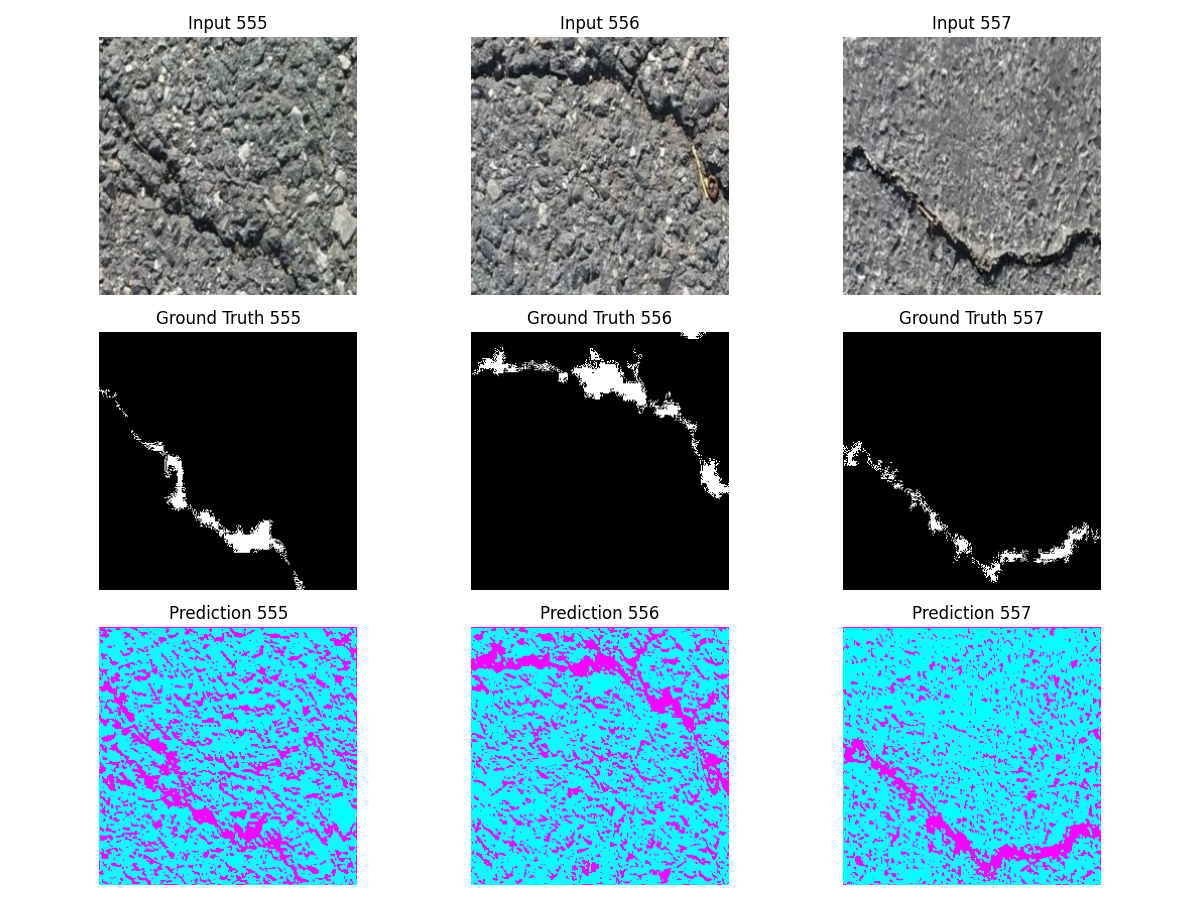 Input 555
Input 556
Input 557
Ground Truth 555
Ground Truth 556
Ground Truth 557
Prediction 555
Prediction 556
Prediction 557